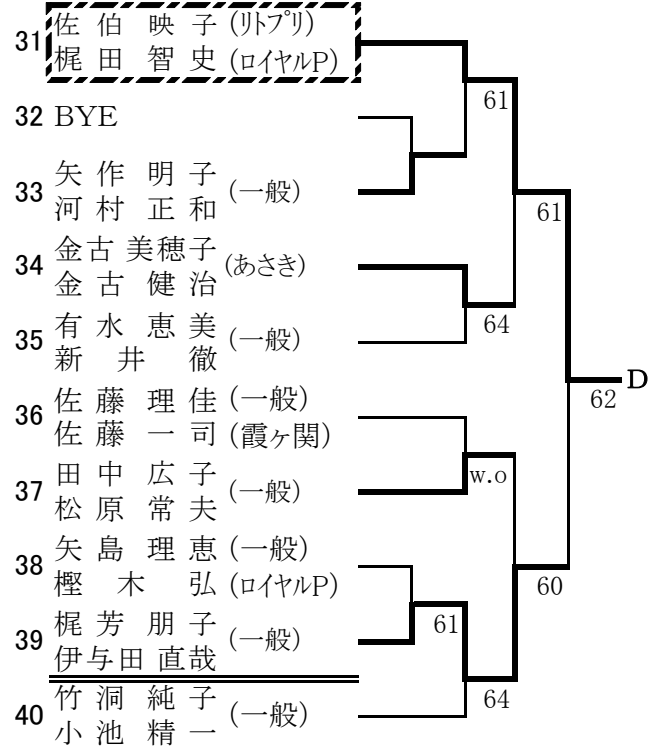 31 佐伯 映子 (リトプリ)
梶田 智史 (ロイヤルP)
61
32 BYE
33 矢作 明子 (一般)
河村 正和
61
34 金古 美穂子 (あさき)
金古 健治
64
35 有水 恵美 (一般)
新井 徹
D
62
36 佐藤 理佳 (一般)
佐藤 一司 (霞ヶ関)
w.o
37 田中 広子 (一般)
松原 常夫
38 矢島 理恵 (一般)
樫木 弘 (ロイヤルP)
60
39 梶芳 朋子 (一般)
伊与田 直哉
61
64
40 竹洞 純子 (一般)
小池 精一